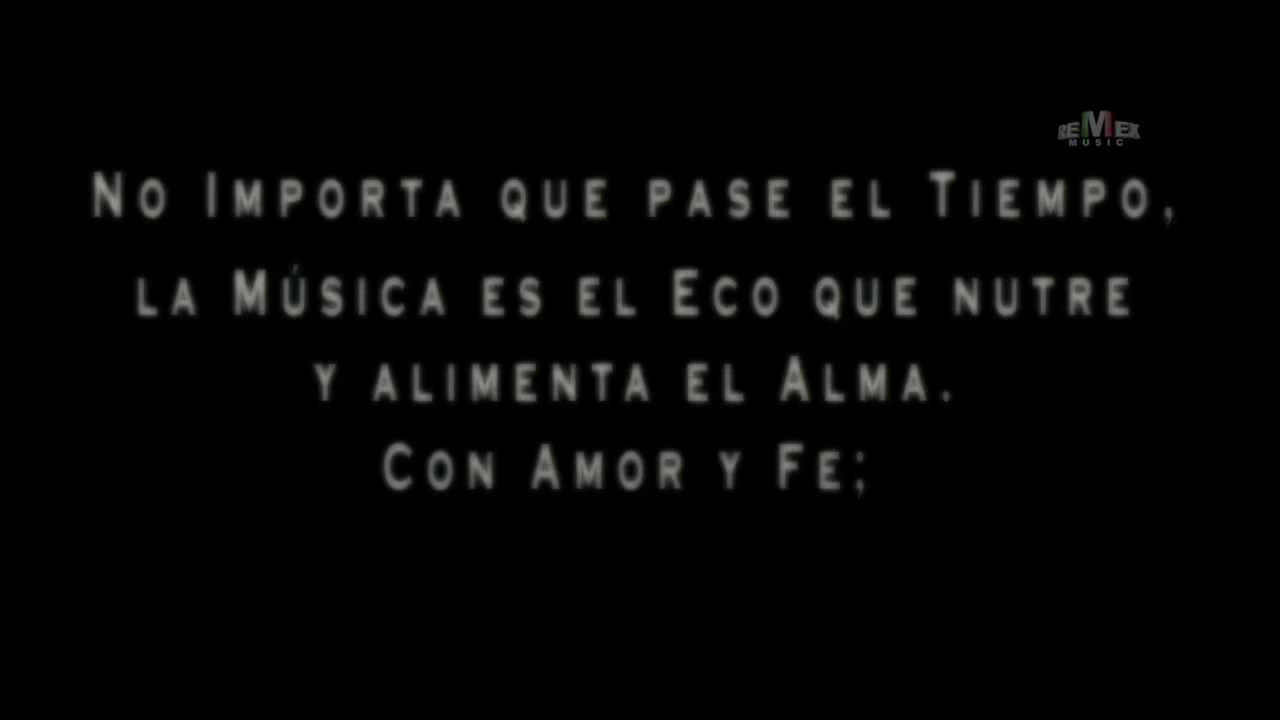 REMEX
MUSIC
No Importa que pase el Tiempo,
la Música es el Eco que nutre
y alimenta el Alma.
Con Amor y Fe;